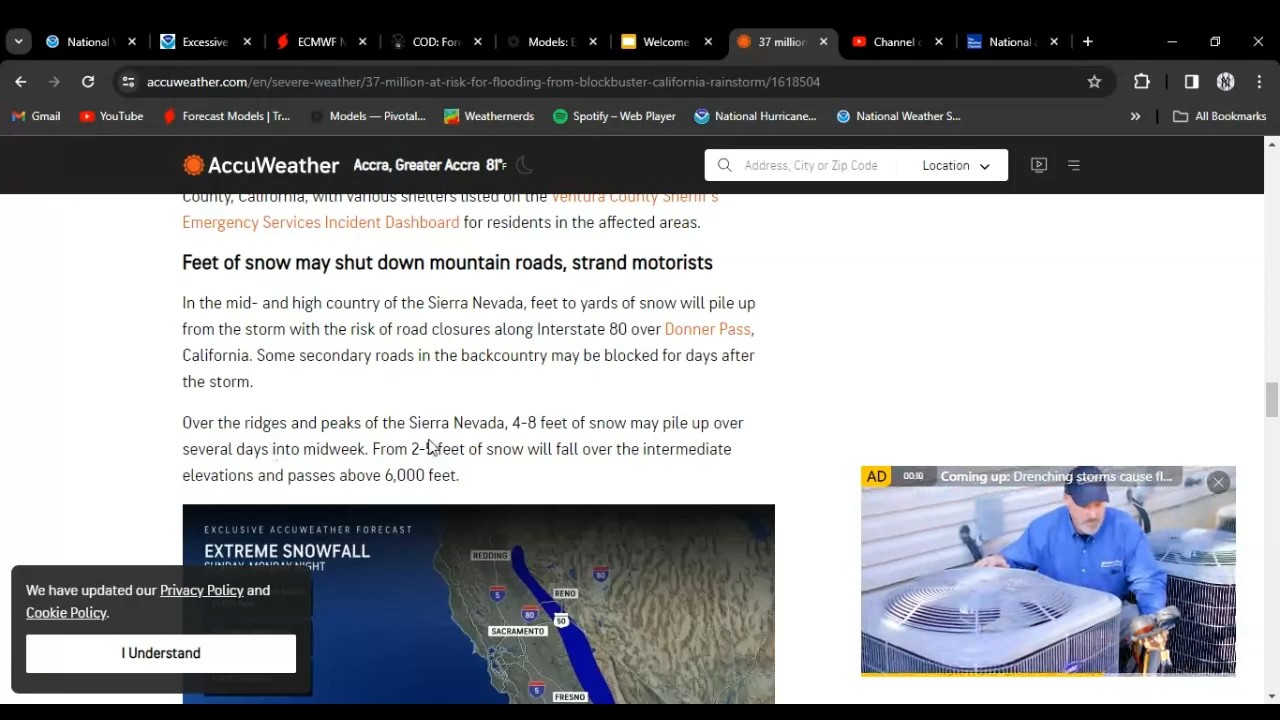 National
Excessive
ECMWF M
COD: For
Models: E
Welcome
37 million
Channel c
National a
accuweather.com/en/severe-weather/37-million-at-risk-for-flooding-from-blockbuster-california-rainstorm/1618504
Gmail
YouTube
Forecast Models | Tr...
Models — Pivotal...
Weathernerds
Spotify – Web Player
National Hurricane...
National Weather S...
»
All Bookmarks
AccuWeather
Accra, Greater Accra 81°F
Address, City or Zip Code
Location
County, California, with various shelters listed on the Ventura County Sheriff's
Emergency Services Incident Dashboard for residents in the affected areas.
Feet of snow may shut down mountain roads, strand motorists
In the mid- and high country of the Sierra Nevada, feet to yards of snow will pile up
from the storm with the risk of road closures along Interstate 80 over Donner Pass,
California. Some secondary roads in the backcountry may be blocked for days after
the storm.
Over the ridges and peaks of the Sierra Nevada, 4-8 feet of snow may pile up over
several days into midweek. From feet of snow will fall over the intermediate
elevations and passes above 6,000 feet.
AD
00:10
Coming up: Drenching storms cause fl...
EXCLUSIVE ACCUWEATHER FORECAST
EXTREME SNOWFALL
SUNDAY-MONDAY NIGHT
REDDING
5
80
RENO
80
50
SACRAMENTO
5
FRESNO
We have updated our Privacy Policy and
Cookie Policy.
I Understand